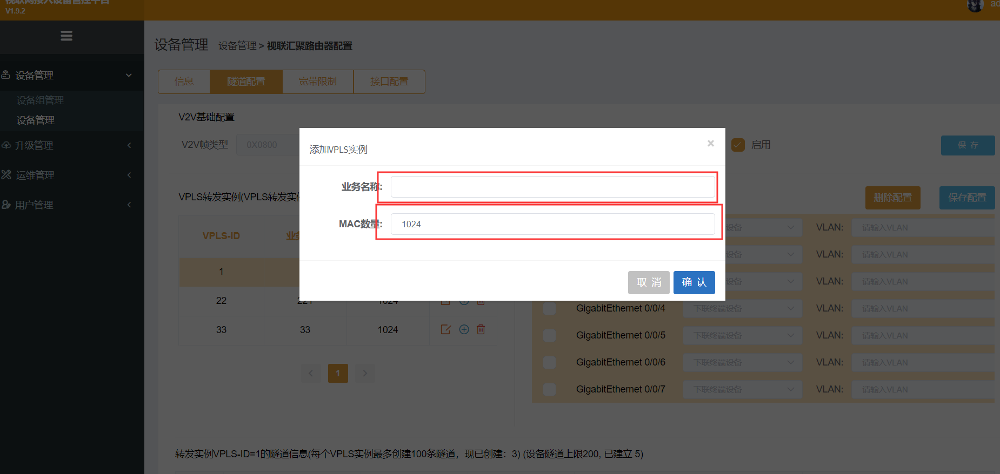 视联网接入设备管控平台
V1.9.2
设备管理
设备组管理
设备管理
升级管理
运维管理
用户管理
设备管理 设备管理 > 视联汇聚路由器配置
信息 隧道配置 宽带限制 接口配置
V2V基础配置
V2V帧类型 0X0800 启用 保 存
添加VPLS实例 ×
业务名称:
MAC数量: 1024
取 消 确 认
VPLS转发实例(VPLS转发实 删除配置 保存配置
VPLS-ID
1
22 221 1024
33 33 1024
1
设备 VLAN: 请输入VLAN
设备 VLAN: 请输入VLAN
设备 VLAN: 请输入VLAN
GigabitEthernet 0/0/4 下联终端设备 VLAN: 请输入VLAN
GigabitEthernet 0/0/5 下联终端设备 VLAN: 请输入VLAN
GigabitEthernet 0/0/6 下联终端设备 VLAN: 请输入VLAN
GigabitEthernet 0/0/7 下联终端设备 VLAN: 请输入VLAN
转发实例VPLS-ID=1的隧道信息(每个VPLS实例最多创建100条隧道，现已创建：3) (设备隧道上限200, 已建立 5)